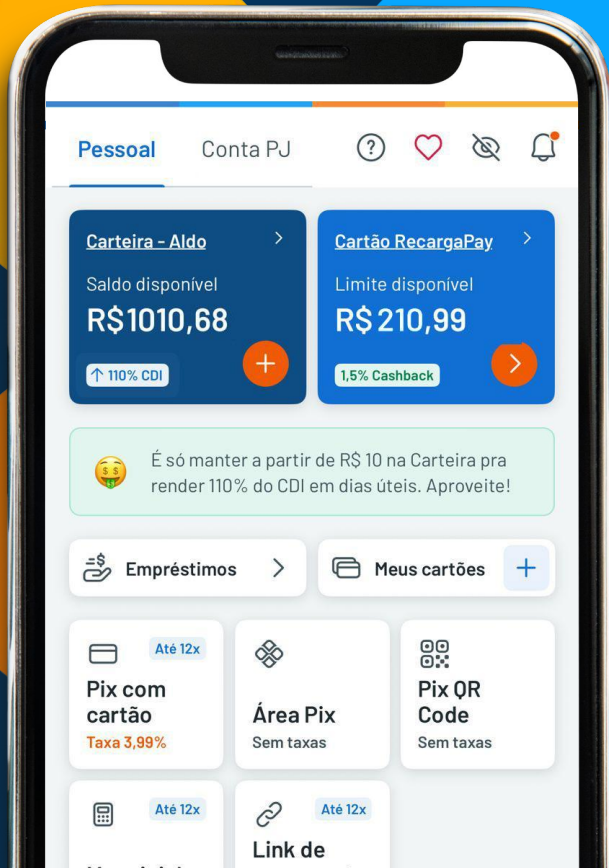 Pessoal
Conta PJ
Carteira - Aldo
Saldo disponível
R$1010,68
110% CDI
Cartão RecargaPay
Limite disponível
R$210,99
1,5% Cashback
É só manter a partir de R$ 10 na Carteira pra
render 110% do CDI em dias úteis. Aproveite!
Empréstimos
Meus cartões
Até 12x
Pix com
cartão
Taxa 3,99%
Área Pix
Sem taxas
Pix QR
Code
Sem taxas
Até 12x
Até 12x
Link de